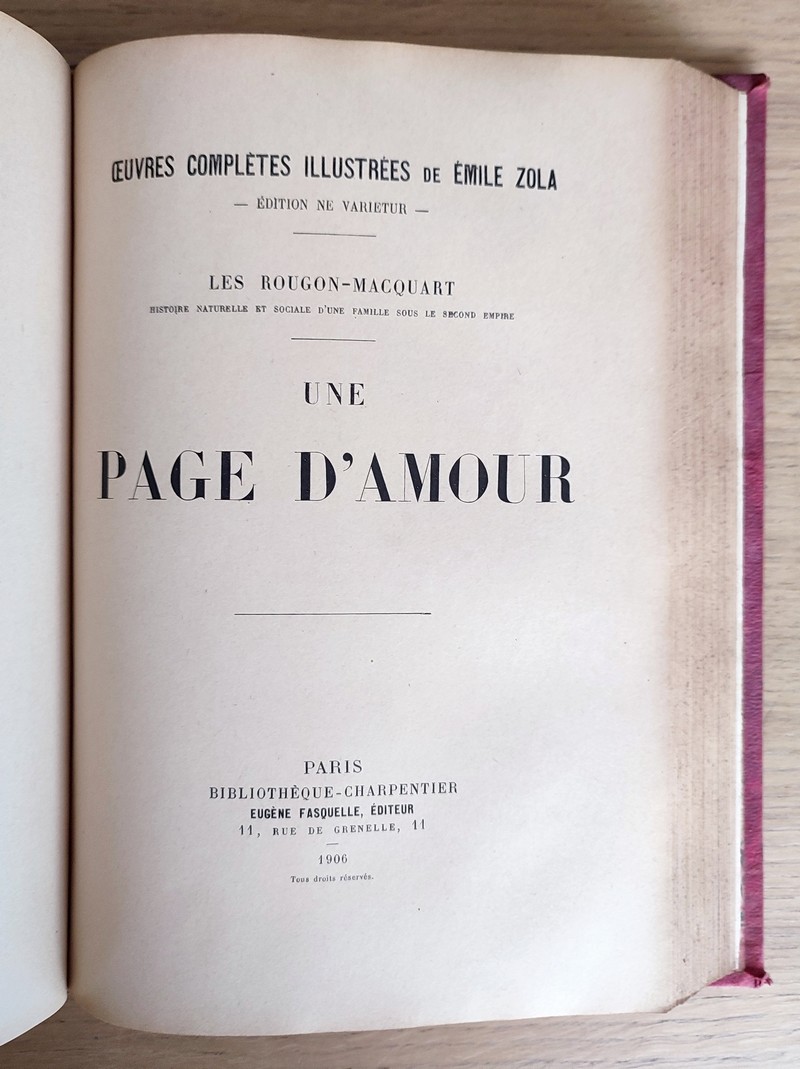 ŒUVRES COMPLÈTES ILLUSTRÉES DE ÉMILE ZOLA
— ÉDITION NE VARIETUR —
LES ROUGON-MACQUART
HISTOIRE NATURELLE ET SOCIALE D'UNE FAMILLE SOUS LE SECOND EMPIRE
UNE
PAGE D'AMOUR
PARIS
BIBLIOTHÈQUE-CHARPENTIER
EUGÈNE FASQUELLE, ÉDITEUR
11, RUE DE GRENELLE, 11
1906
Tous droits réservés.